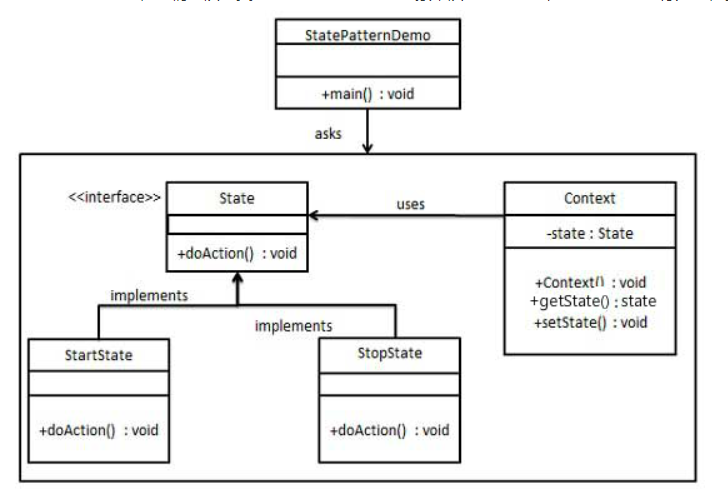 StatePatternDemo
+main() : void
asks
<<interface>>
State
+doAction() : void
uses
Context
-state : State
+Context() : void
+getState() : state
+setState() : void
implements
implements
StartState
+doAction() : void
StopState
+doAction() : void